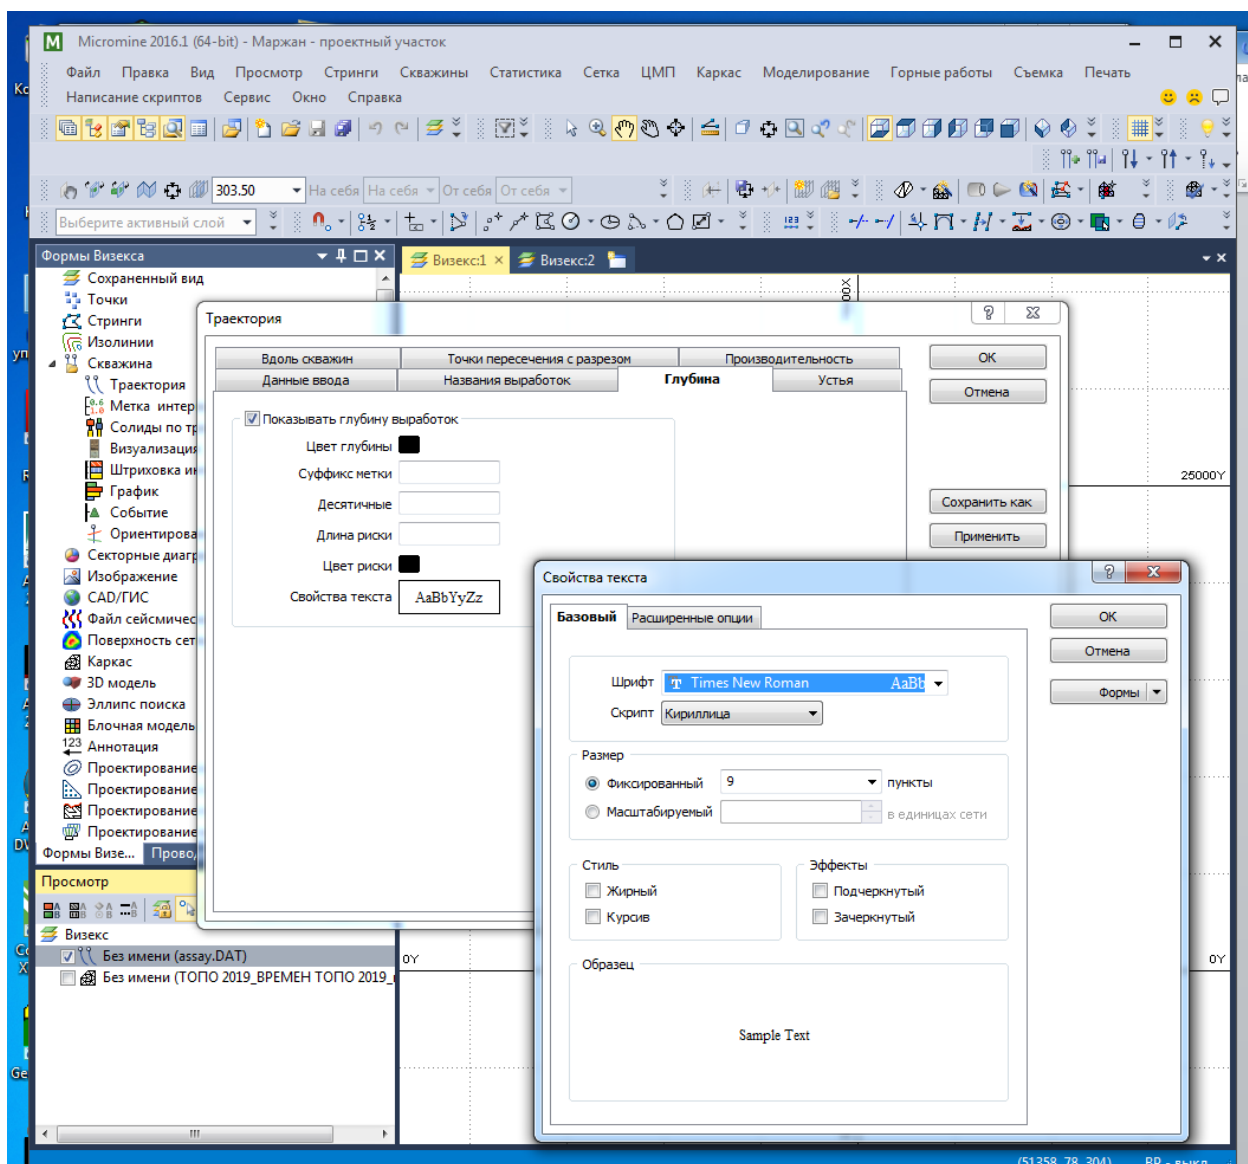 Micromine 2016.1 (64-bit) - Маржан - проектный участок
Файл Правка Вид Просмотр Стринги Скважины Статистика Сетка ЦМП Каркас Моделирование Горные работы Съемка Печать
Написание скриптов Сервис Окно Справка
303.50 На себя На себя От себя От себя
Выберите активный слой
Формы Визекса
Визекс:1 Визекс:2
Сохраненный вид
Точки
Стринги
Изолинии
Скважина
Траектория
Метка интер
Солиды по тр
Визуализация
Штриховка ин
График
Событие
Ориентирова
Секторные диагр
Изображение
CAD/ГИС
Файл сейсмичес
Поверхность сет
Каркас
3D модель
Эллипс поиска
Блочная модель
Аннотация
Проектирование
Проектирование
Проектирование
Проектирование
Формы Визе... Прово
Просмотр
Визекс
Без имени (assay.DAT)
Без имени (ТОПО 2019_ВРЕМЕН ТОПО 2019_
Траектория
Вдоль скважин Точки пересечения с разрезом Производительность
Данные ввода Названия выработок Глубина Устья
Показывать глубину выработок
Цвет глубины
Суффикс метки
Десятичные
Длина риски
Цвет риски
Свойства текста AaBbYyZz
OK
Отмена
Сохранить как
Применить
25000Y
0Y
0Y
Свойства текста
Базовый Расширенные опции
Шрифт Times New Roman AaBb
Скрипт Кириллица
Размер
Фиксированный 9 пункты
Масштабируемый в единицах сети
Стиль
Жирный
Курсив
Эффекты
Подчеркнутый
Зачеркнутый
Образец
Sample Text
OK
Отмена
Формы